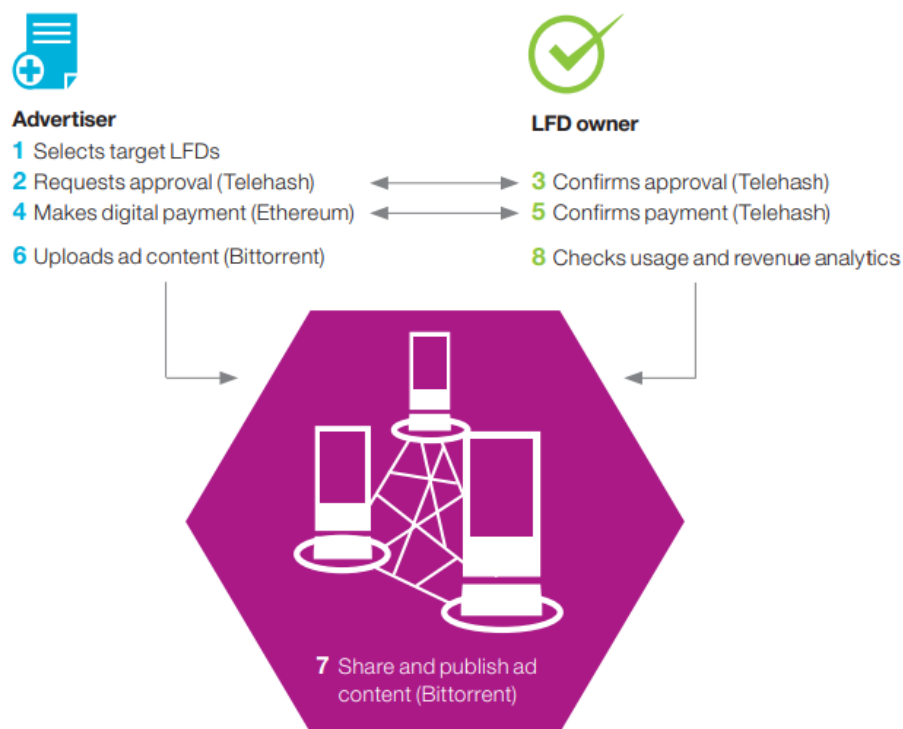 Advertiser
1 Selects target LFDs
2 Requests approval (Telehash)
4 Makes digital payment (Ethereum)
6 Uploads ad content (Bittorrent)
LFD owner
3 Confirms approval (Telehash)
5 Confirms payment (Telehash)
8 Checks usage and revenue analytics
7 Share and publish ad
content (Bittorrent)